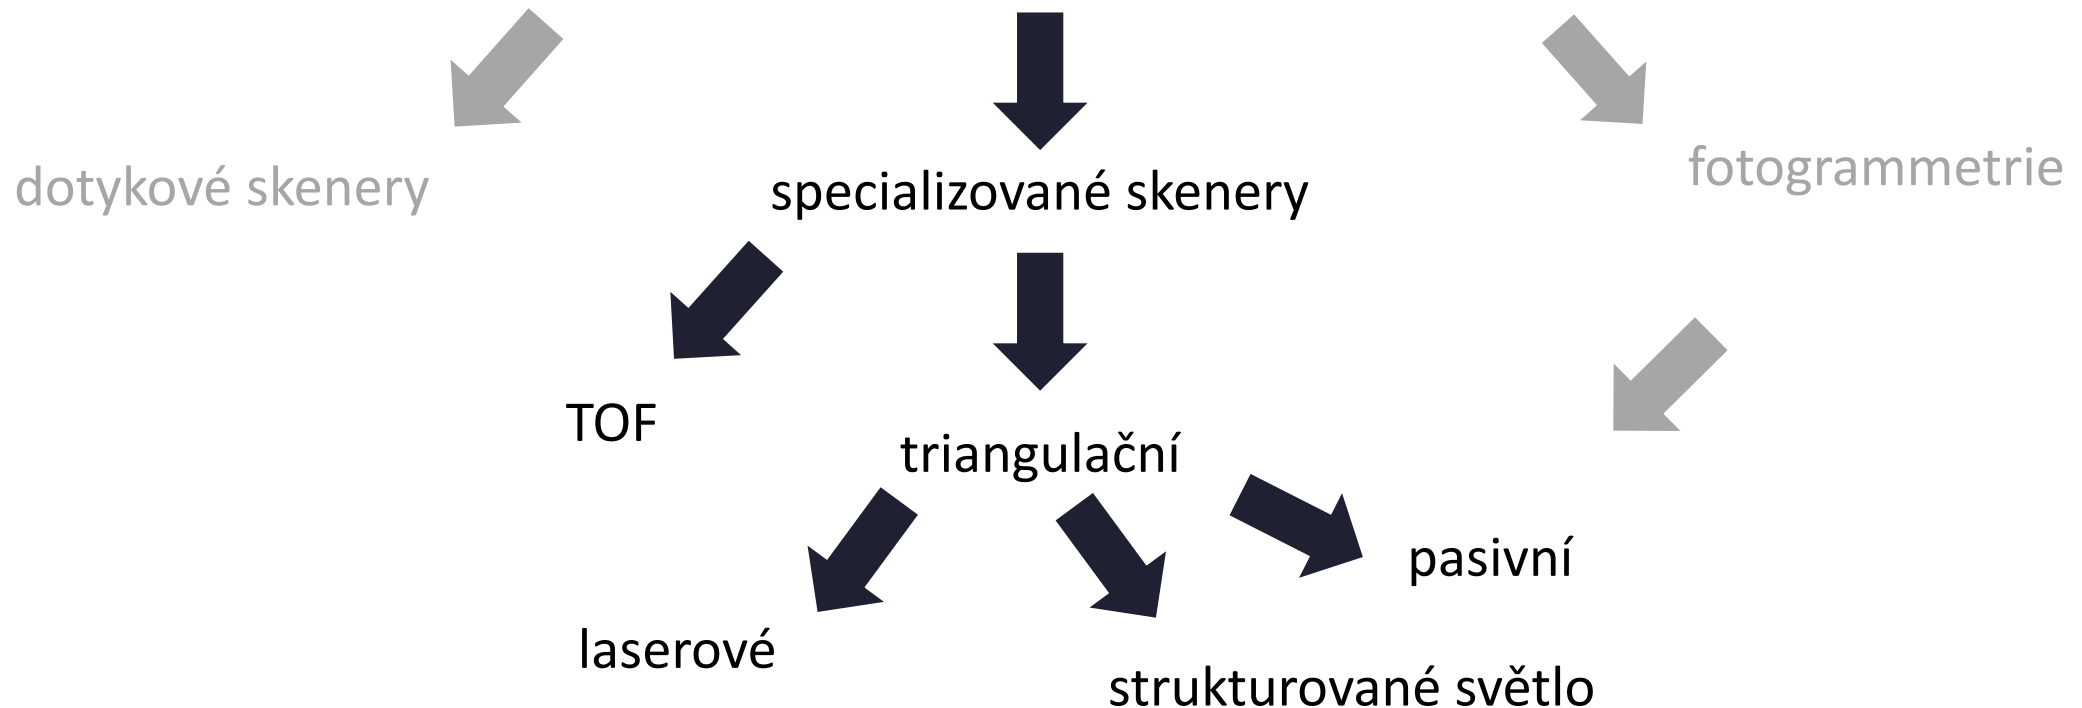 dotykové skenery
specializované skenery
fotogrammetrie
TOF
triangulační
pasivní
laserové
strukturované světlo